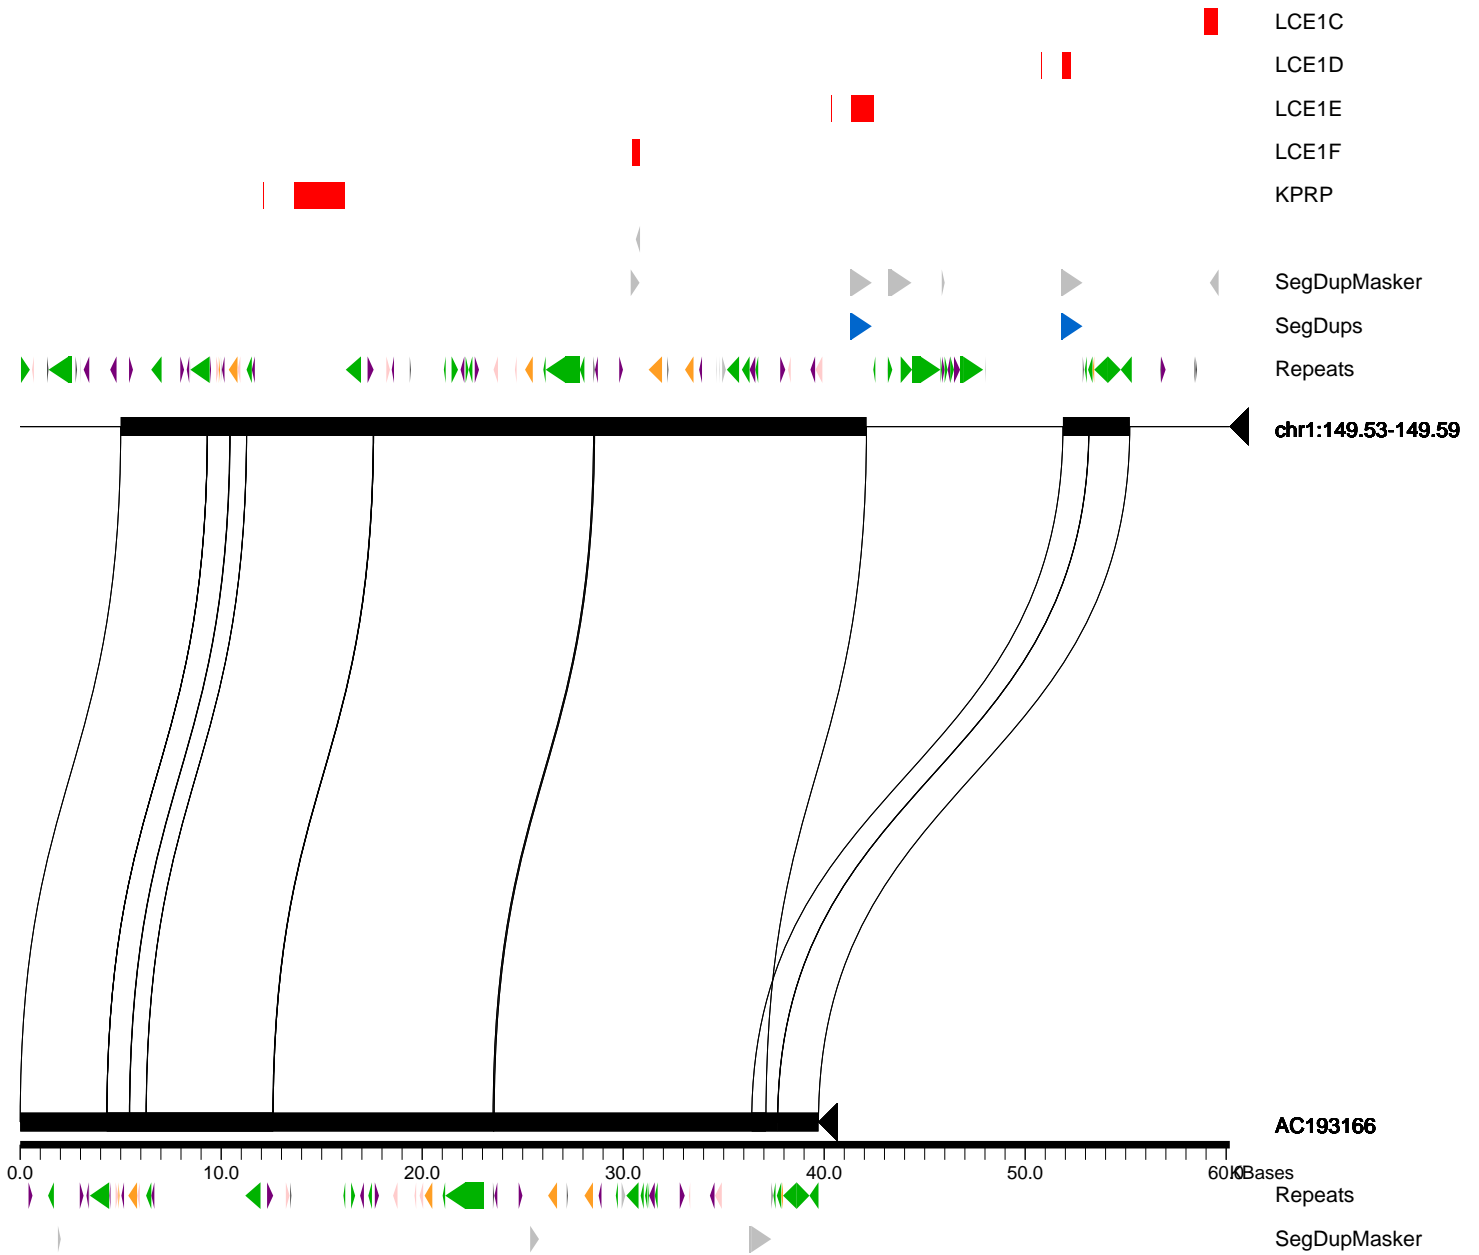 LCE1C
LCE1D
LCE1E
LCE1F
KPRP
SegDupMasker
SegDups
Repeats
chr1:149.53-149.59
AC193166
0.0 10.0 20.0 30.0 40.0 50.0 60.0 KBases
Repeats
SegDupMasker